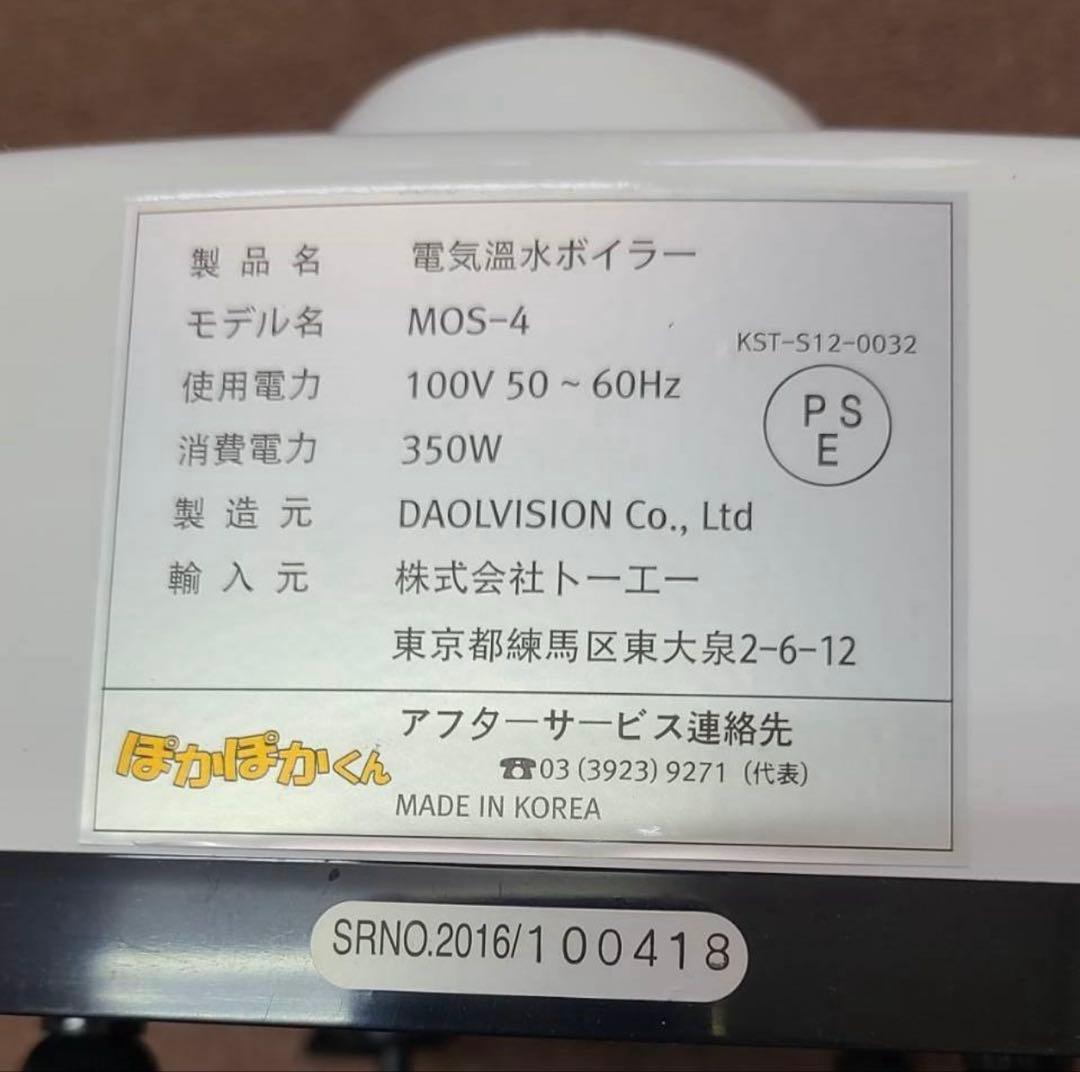 製品名 電気温水ボイラー
モデル名 MOS-4
KST-S12-0032
使用電力 100V 50 ~ 60Hz
PS
E
消費電力 350W
製造元 DAOLVISION Co., Ltd
輸入元 株式会社トーエー
東京都練馬区東大泉2-6-12
アフターサービス連絡先
ぽかぽかくん
☎03 (3923) 9271 (代表)
MADE IN KOREA
SRNO.2016/100418